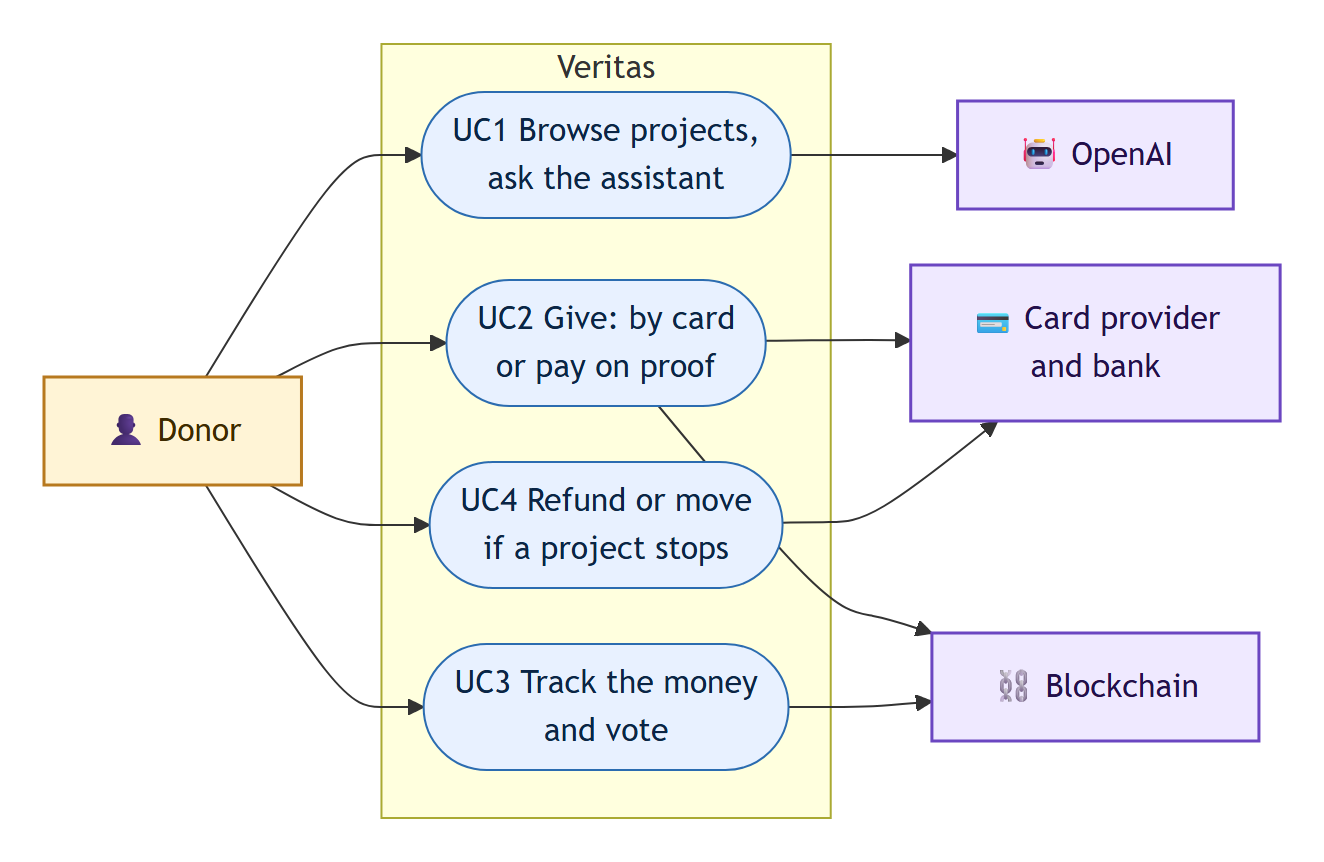 Veritas
UC1 Browse projects,
ask the assistant
OpenAI
UC2 Give: by card
or pay on proof
Card provider
and bank
Donor
UC4 Refund or move
if a project stops
UC3 Track the money
and vote
Blockchain